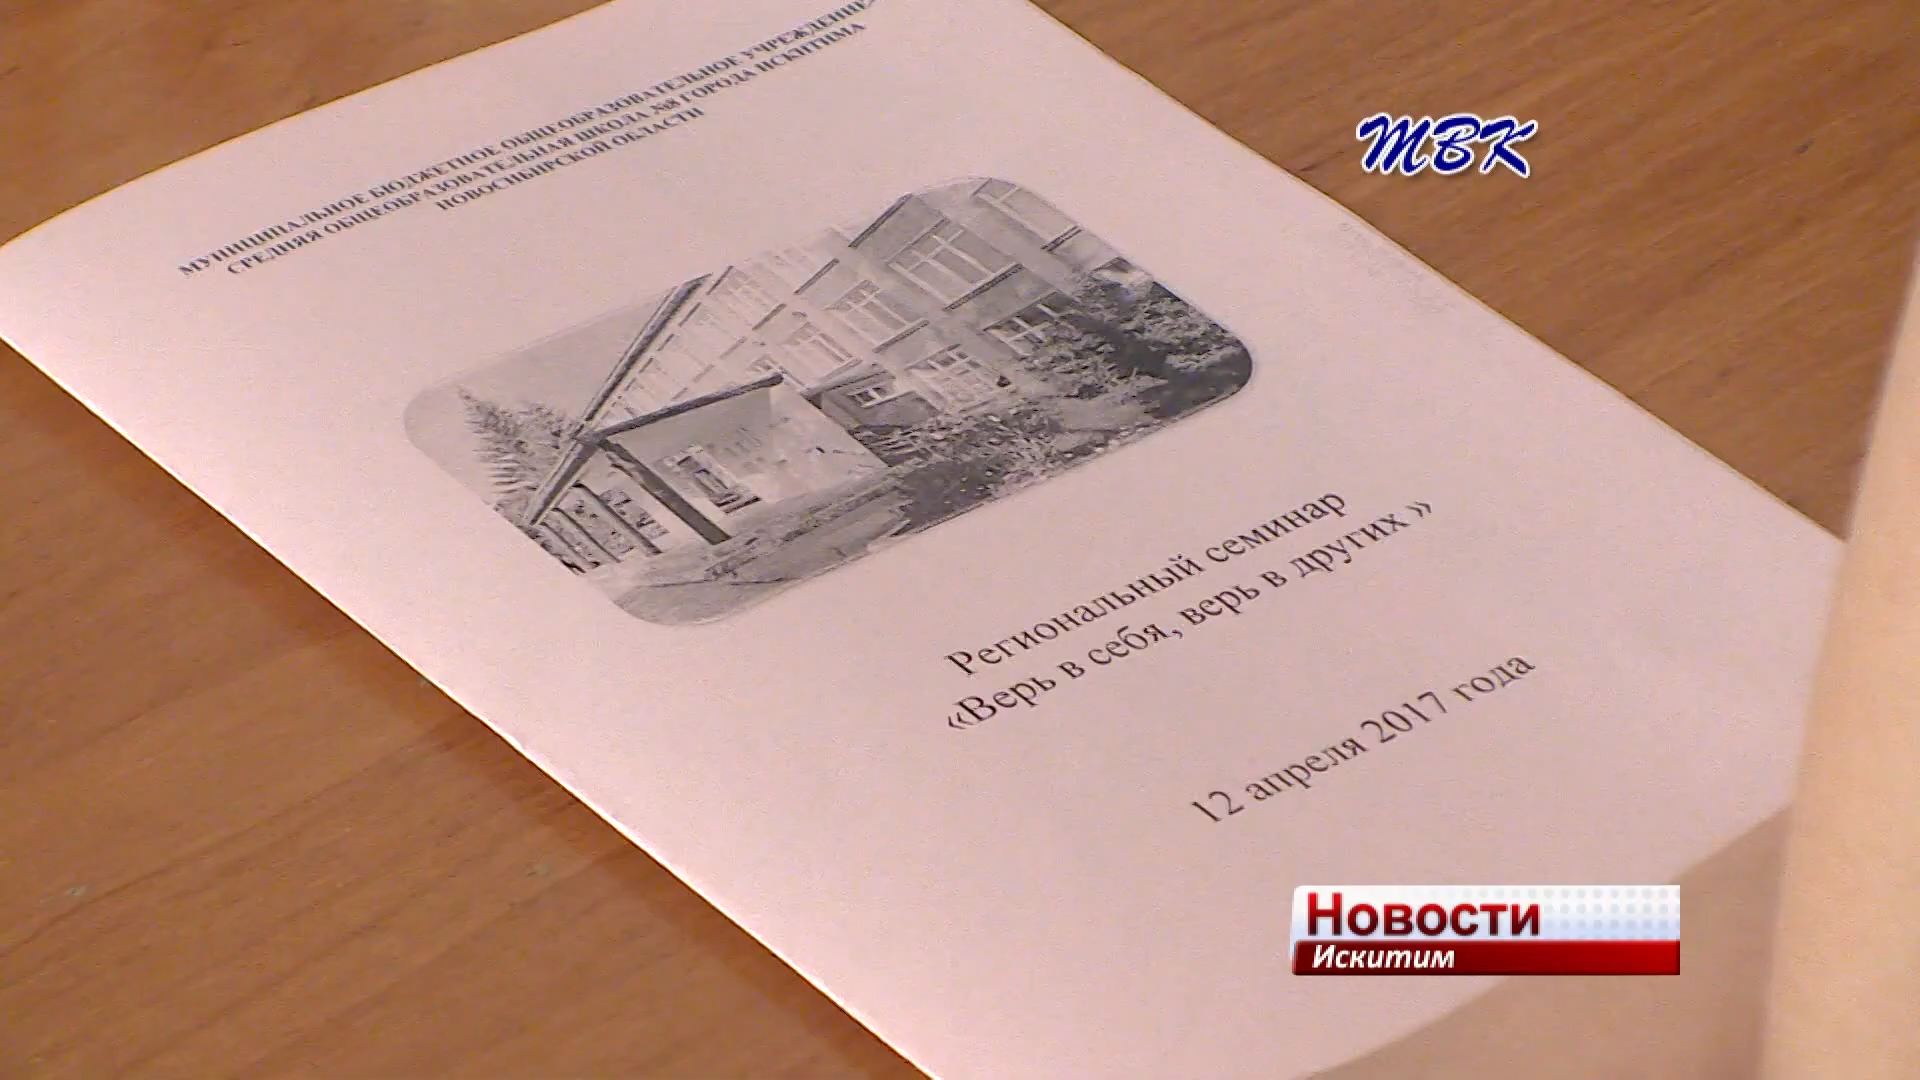 МУНИЦИПАЛЬНОЕ БЮДЖЕТНОЕ ОБЩЕОБРАЗОВАТЕЛЬНОЕ УЧРЕЖДЕНИЕ
СРЕДНЯЯ ОБЩЕОБРАЗОВАТЕЛЬНАЯ ШКОЛА №8 ГОРОДА ИСКИТИМА
НОВОСИБИРСКОЙ ОБЛАСТИ
ТВК
Региональный семинар
«Верь в себя, верь в других »
12 апреля 2017 года
Новости
Искитим